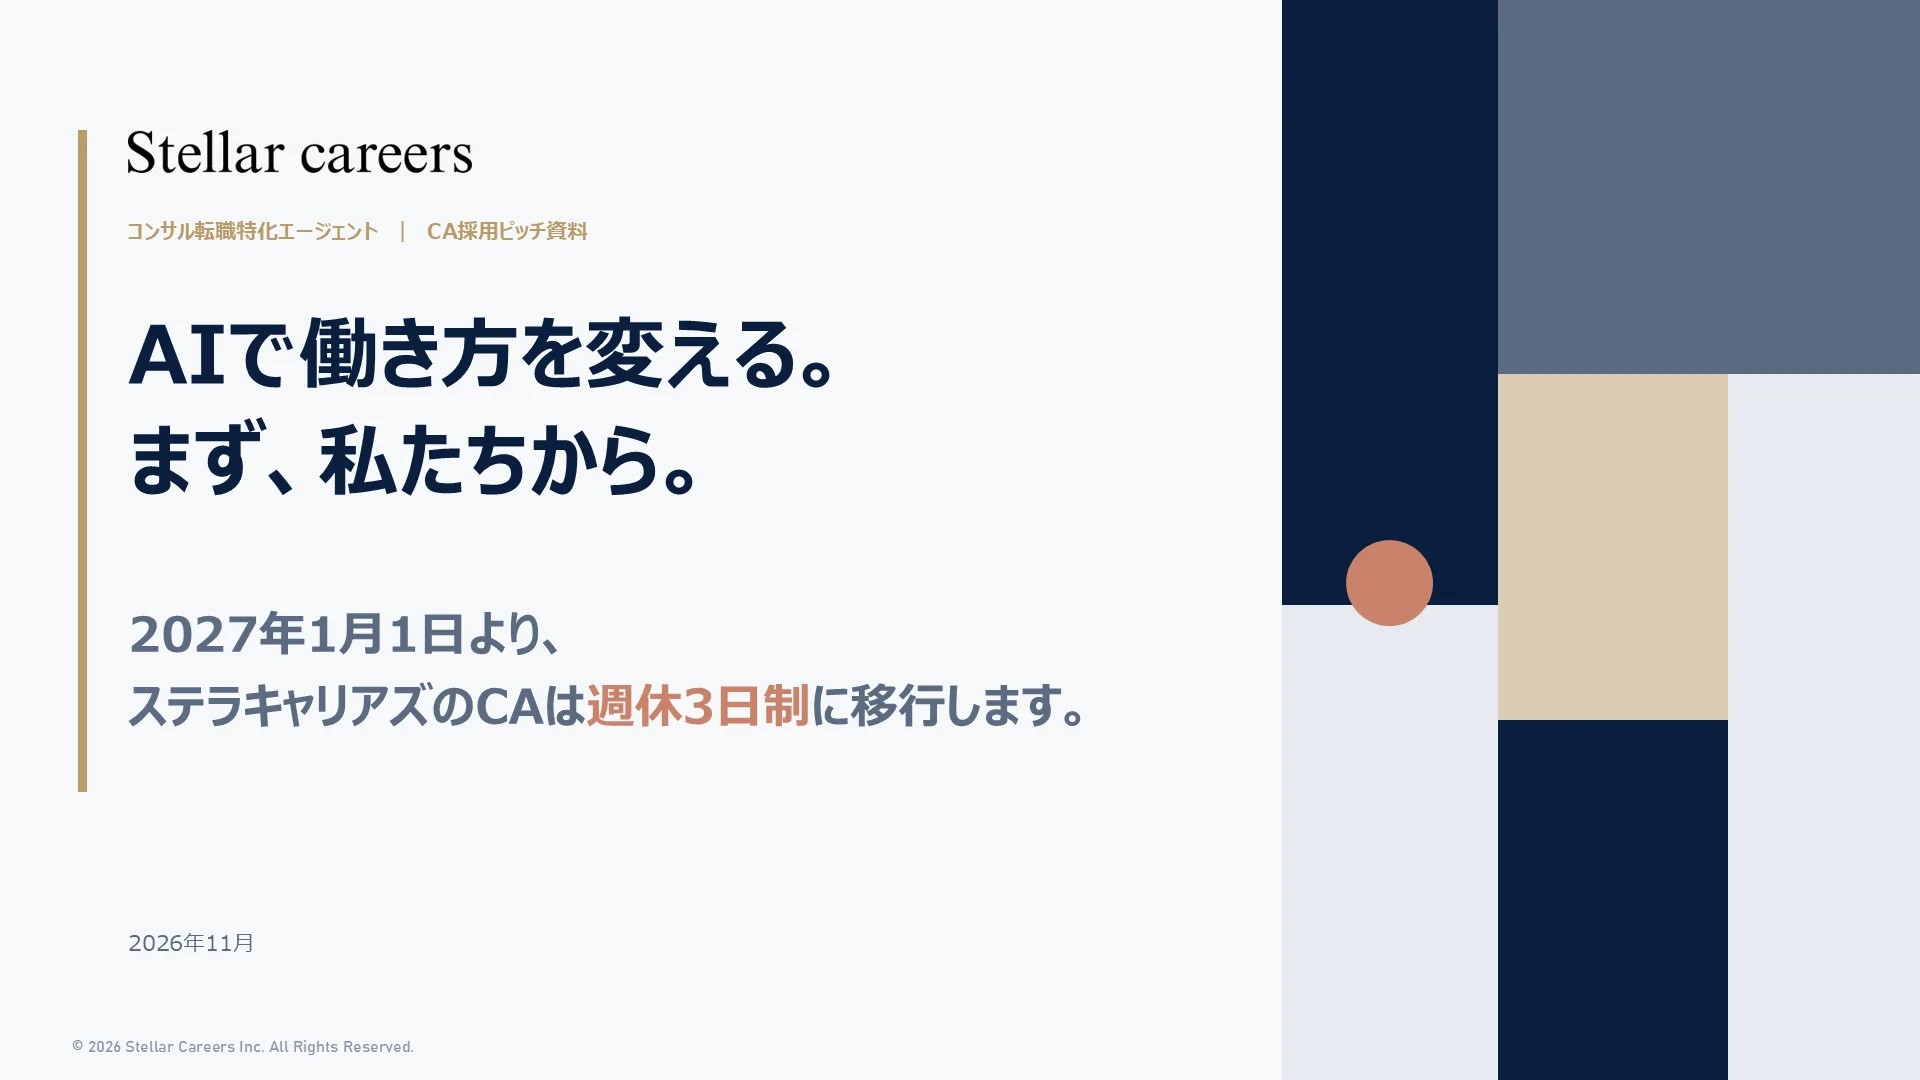 Stellar careers
コンサル転職特化エージェント ｜ CA採用ピッチ資料
AIで働き方を変える。
まず、私たちから。
2027年1月1日より、
ステラキャリアズのCAは週休3日制に移行します。
2026年11月
© 2026 Stellar Careers Inc. All Rights Reserved.